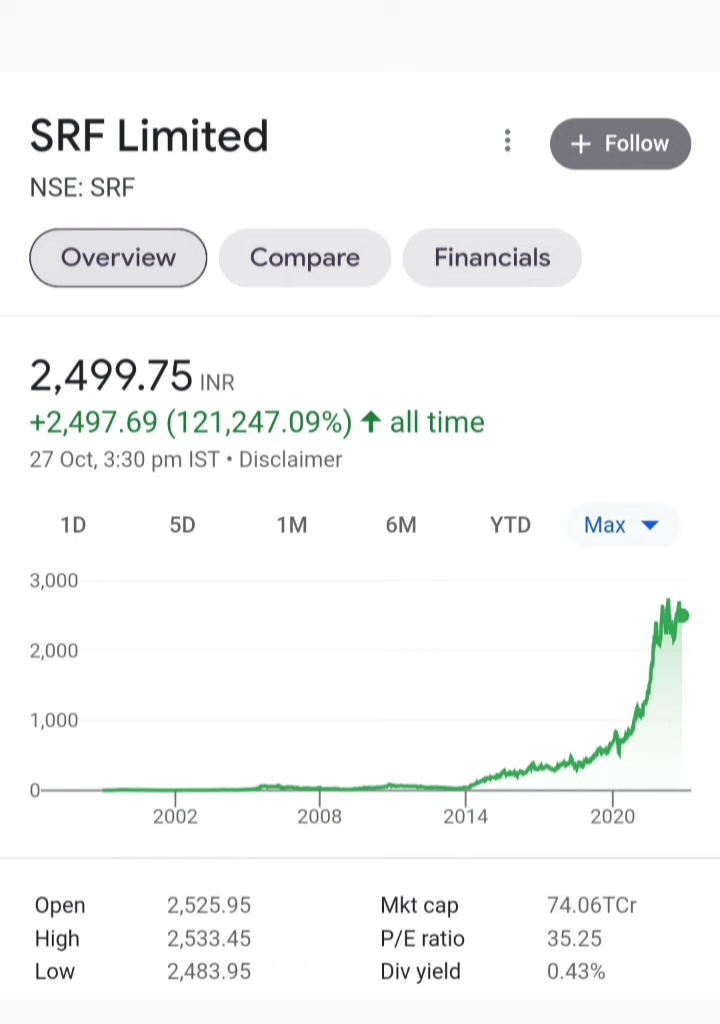 SRF Limited
+ Follow
NSE: SRF
Overview Compare Financials
2,499.75 INR
+2,497.69 (121,247.09%) ↑ all time
27 Oct, 3:30 pm IST • Disclaimer
1D 5D 1M 6M YTD Max
3,000
2,000
1,000
0
2002 2008 2014 2020
Open 2,525.95 Mkt cap 74.06TCr
High 2,533.45 P/E ratio 35.25
Low 2,483.95 Div yield 0.43%